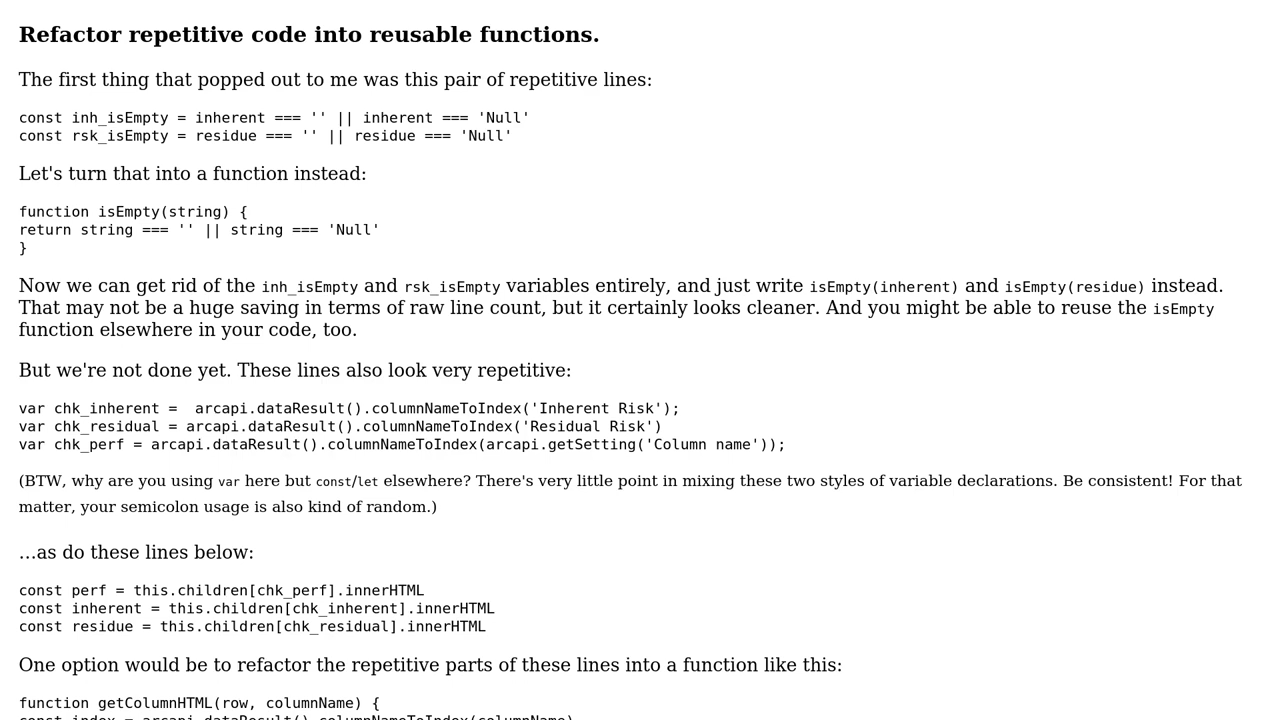 Refactor repetitive code into reusable functions.
The first thing that popped out to me was this pair of repetitive lines:
const inh_isEmpty = inherent === '' || inherent === 'Null'
const rsk_isEmpty = residue === '' || residue === 'Null'
Let's turn that into a function instead:
function isEmpty(string) {
return string === '' || string === 'Null'
}
Now we can get rid of the inh_isEmpty and rsk_isEmpty variables entirely, and just write isEmpty(inherent) and isEmpty(residue) instead.
That may not be a huge saving in terms of raw line count, but it certainly looks cleaner. And you might be able to reuse the isEmpty
function elsewhere in your code, too.
But we're not done yet. These lines also look very repetitive:
var chk_inherent =  arcapi.dataResult().columnNameToIndex('Inherent Risk');
var chk_residual = arcapi.dataResult().columnNameToIndex('Residual Risk')
var chk_perf = arcapi.dataResult().columnNameToIndex(arcapi.getSetting('Column name'));
(BTW, why are you using var here but const/let elsewhere? There's very little point in mixing these two styles of variable declarations. Be consistent! For that
matter, your semicolon usage is also kind of random.)
…as do these lines below:
const perf = this.children[chk_perf].innerHTML
const inherent = this.children[chk_inherent].innerHTML
const residue = this.children[chk_residual].innerHTML
One option would be to refactor the repetitive parts of these lines into a function like this:
function getColumnHTML(row, columnName) {
const index = arcapi.dataResult().columnNameToIndex(columnName)